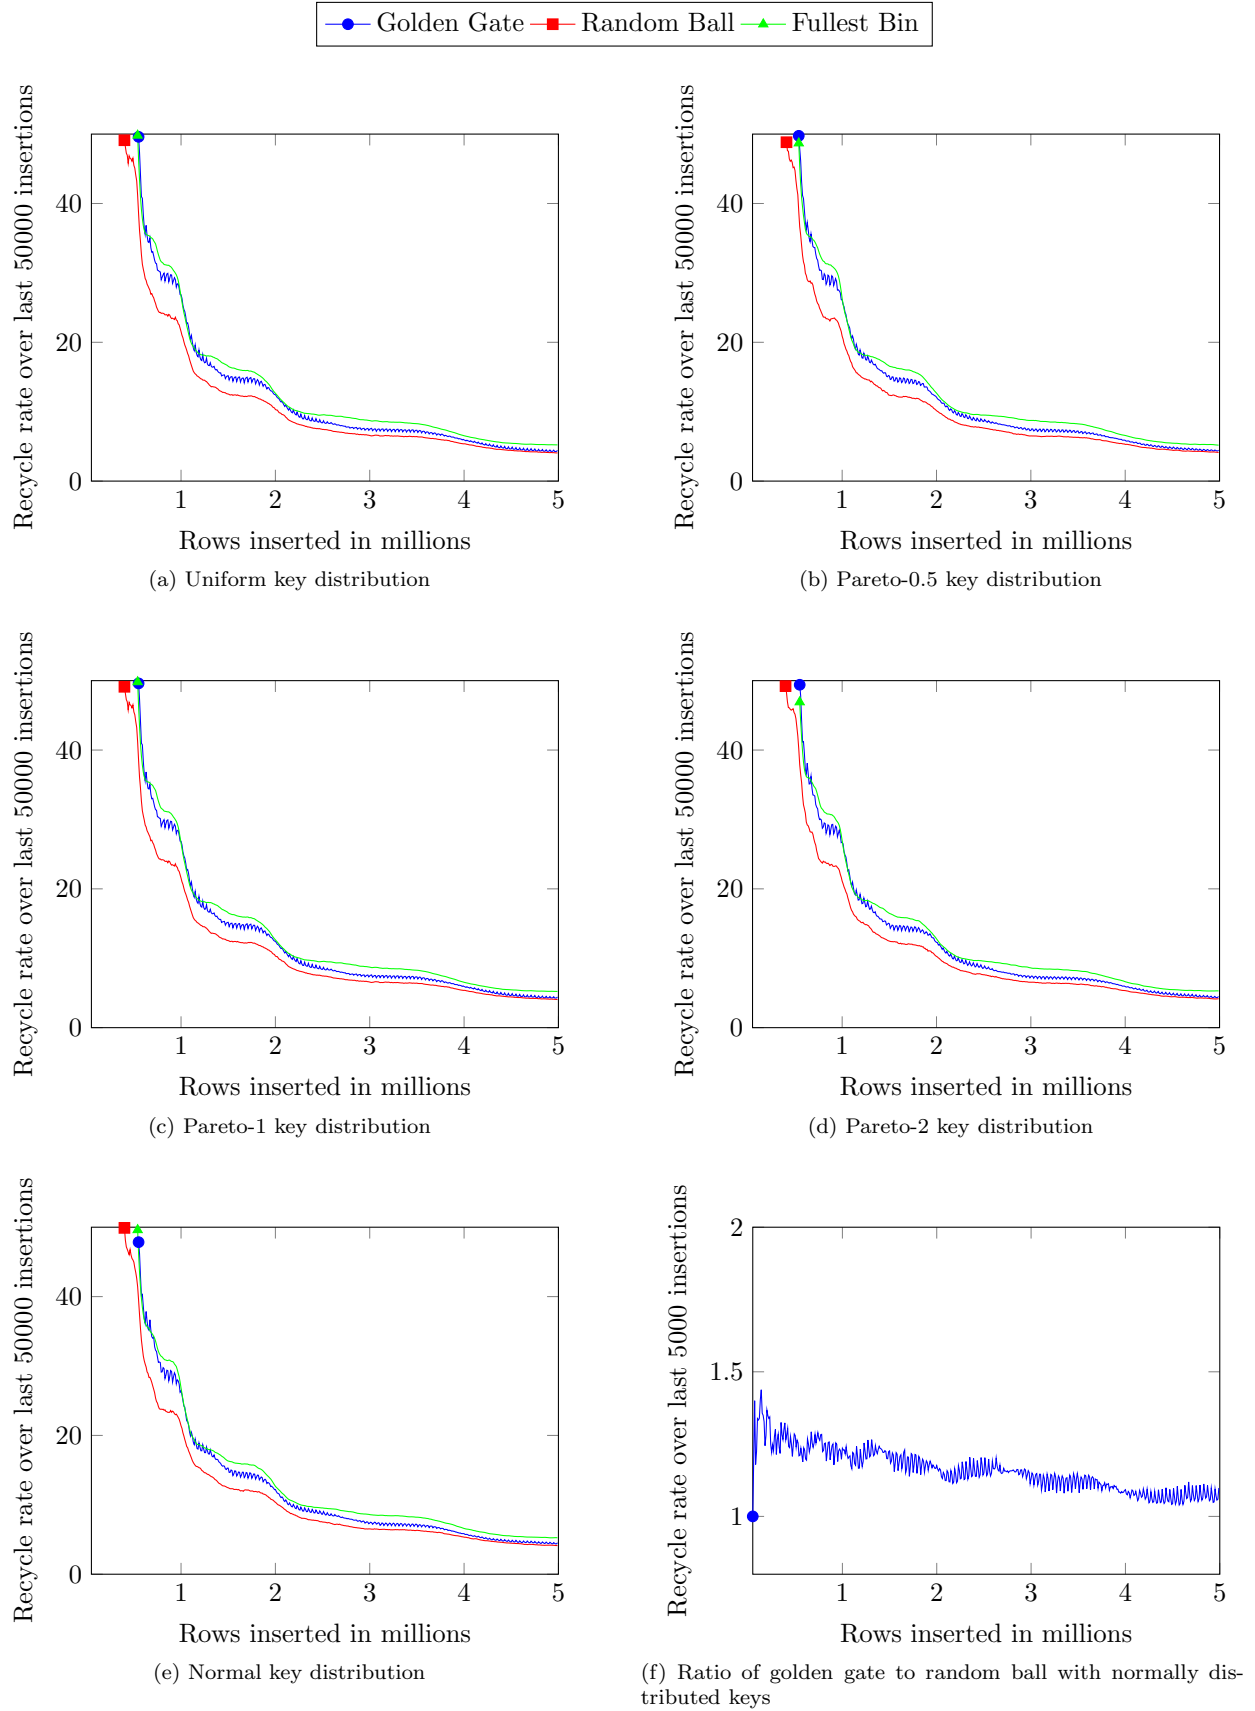 Golden Gate Random Ball Fullest Bin
Recycle rate over last 50000 insertions
40
20
0
1 2 3 4 5
Rows inserted in millions
(a) Uniform key distribution
Recycle rate over last 50000 insertions
40
20
0
1 2 3 4 5
Rows inserted in millions
(b) Pareto-0.5 key distribution
Recycle rate over last 50000 insertions
40
20
0
1 2 3 4 5
Rows inserted in millions
(c) Pareto-1 key distribution
Recycle rate over last 50000 insertions
40
20
0
1 2 3 4 5
Rows inserted in millions
(d) Pareto-2 key distribution
Recycle rate over last 50000 insertions
40
20
0
1 2 3 4 5
Rows inserted in millions
(e) Normal key distribution
Recycle rate over last 5000 insertions
2
1.5
1
1 2 3 4 5
Rows inserted in millions
(f) Ratio of golden gate to random ball with normally dis-
tributed keys